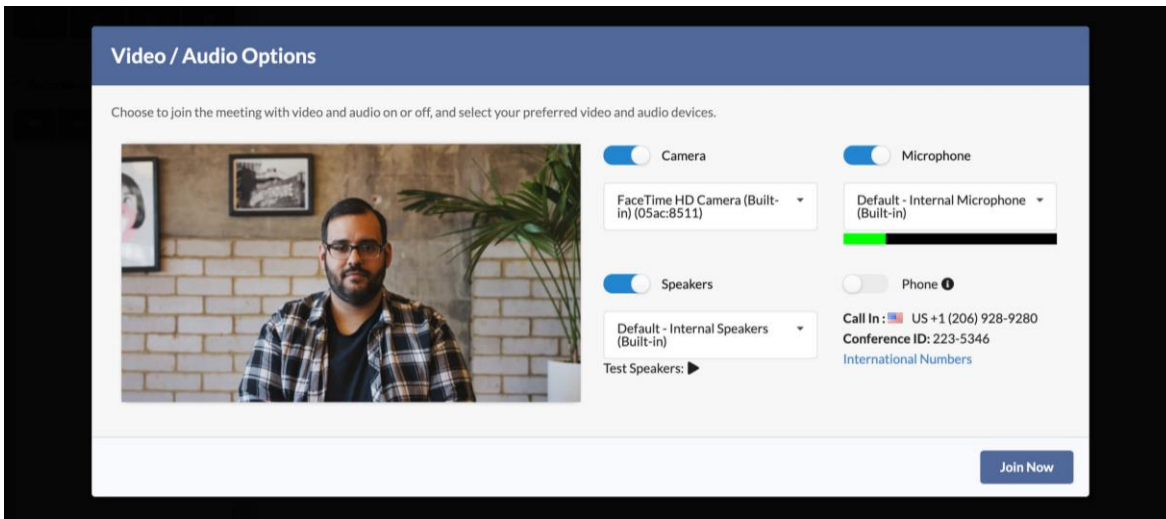 Video / Audio Options
Choose to join the meeting with video and audio on or off, and select your preferred video and audio devices.
Camera
Microphone
FaceTime HD Camera (Built-
in) (05ac:8511)
Default - Internal Microphone
(Built-in)
Speakers
Phone
Default - Internal Speakers
(Built-in)
Call In : US +1 (206) 928-9280
Conference ID: 223-5346
International Numbers
Test Speakers:
Join Now